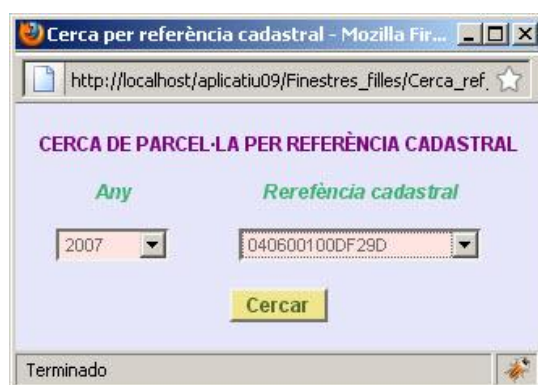 Cerca per referència cadastral - Mozilla Fir...
http://localhost/aplicatiu09/Finestres_filles/Cerca_ref_
CERCA DE PARCEL·LA PER REFERÈNCIA CADASTRAL
Any Rerefència cadastral
2007 040600100DF29D
Cercar
Terminado